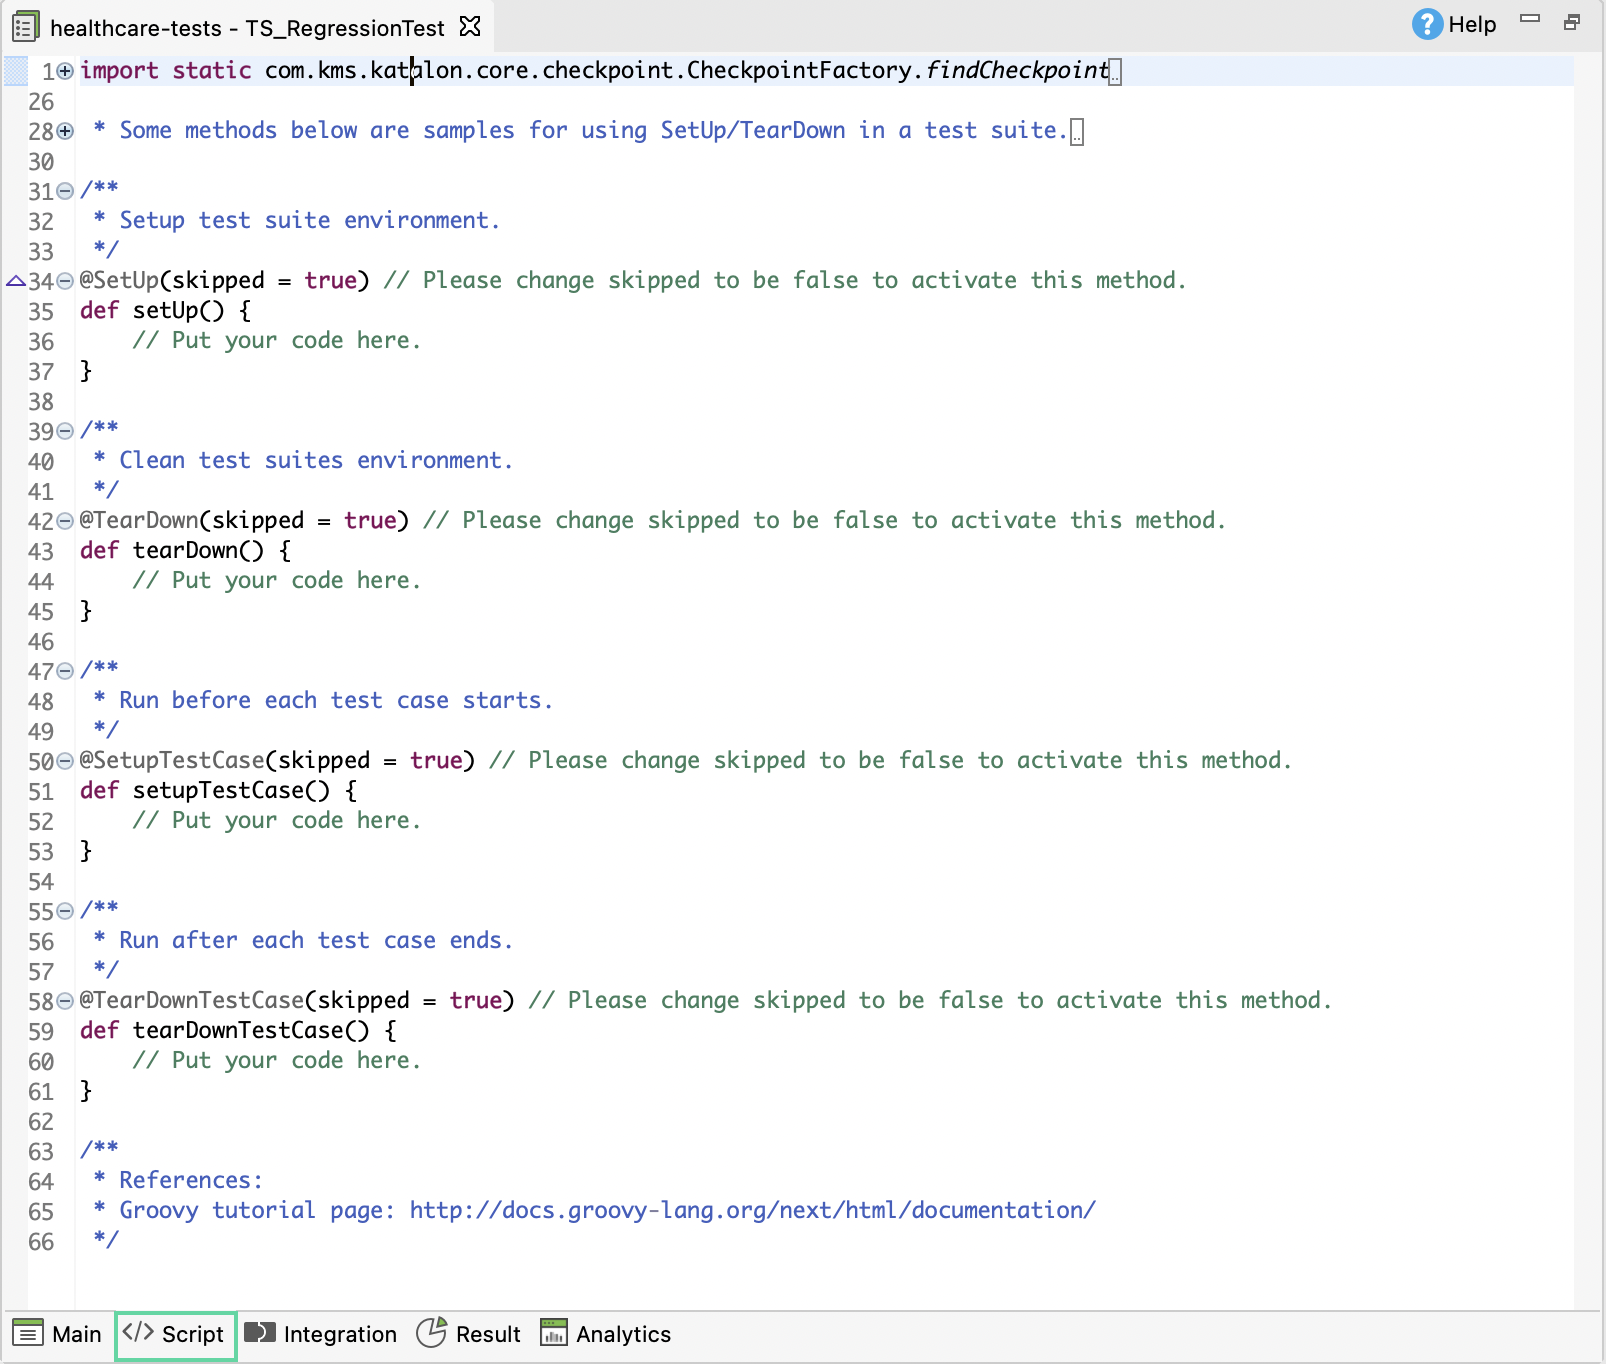 healthcare-tests - TS_RegressionTest
Help
1 import static com.kms.katalon.core.checkpoint.CheckpointFactory.findCheckpoint..
26
28 * Some methods below are samples for using SetUp/TearDown in a test suite...
30
31 /**
32 * Setup test suite environment.
33 */
34 @SetUp(skipped = true) // Please change skipped to be false to activate this method.
35 def setUp() {
36 // Put your code here.
37 }
38
39 /**
40 * Clean test suites environment.
41 */
42 @TearDown(skipped = true) // Please change skipped to be false to activate this method.
43 def tearDown() {
44 // Put your code here.
45 }
46
47 /**
48 * Run before each test case starts.
49 */
50 @SetupTestCase(skipped = true) // Please change skipped to be false to activate this method.
51 def setupTestCase() {
52 // Put your code here.
53 }
54
55 /**
56 * Run after each test case ends.
57 */
58 @TearDownTestCase(skipped = true) // Please change skipped to be false to activate this method.
59 def tearDownTestCase() {
60 // Put your code here.
61 }
62
63 /**
64 * References:
65 * Groovy tutorial page: http://docs.groovy-lang.org/next/html/documentation/
66 */
Main </> Script Integration Result Analytics